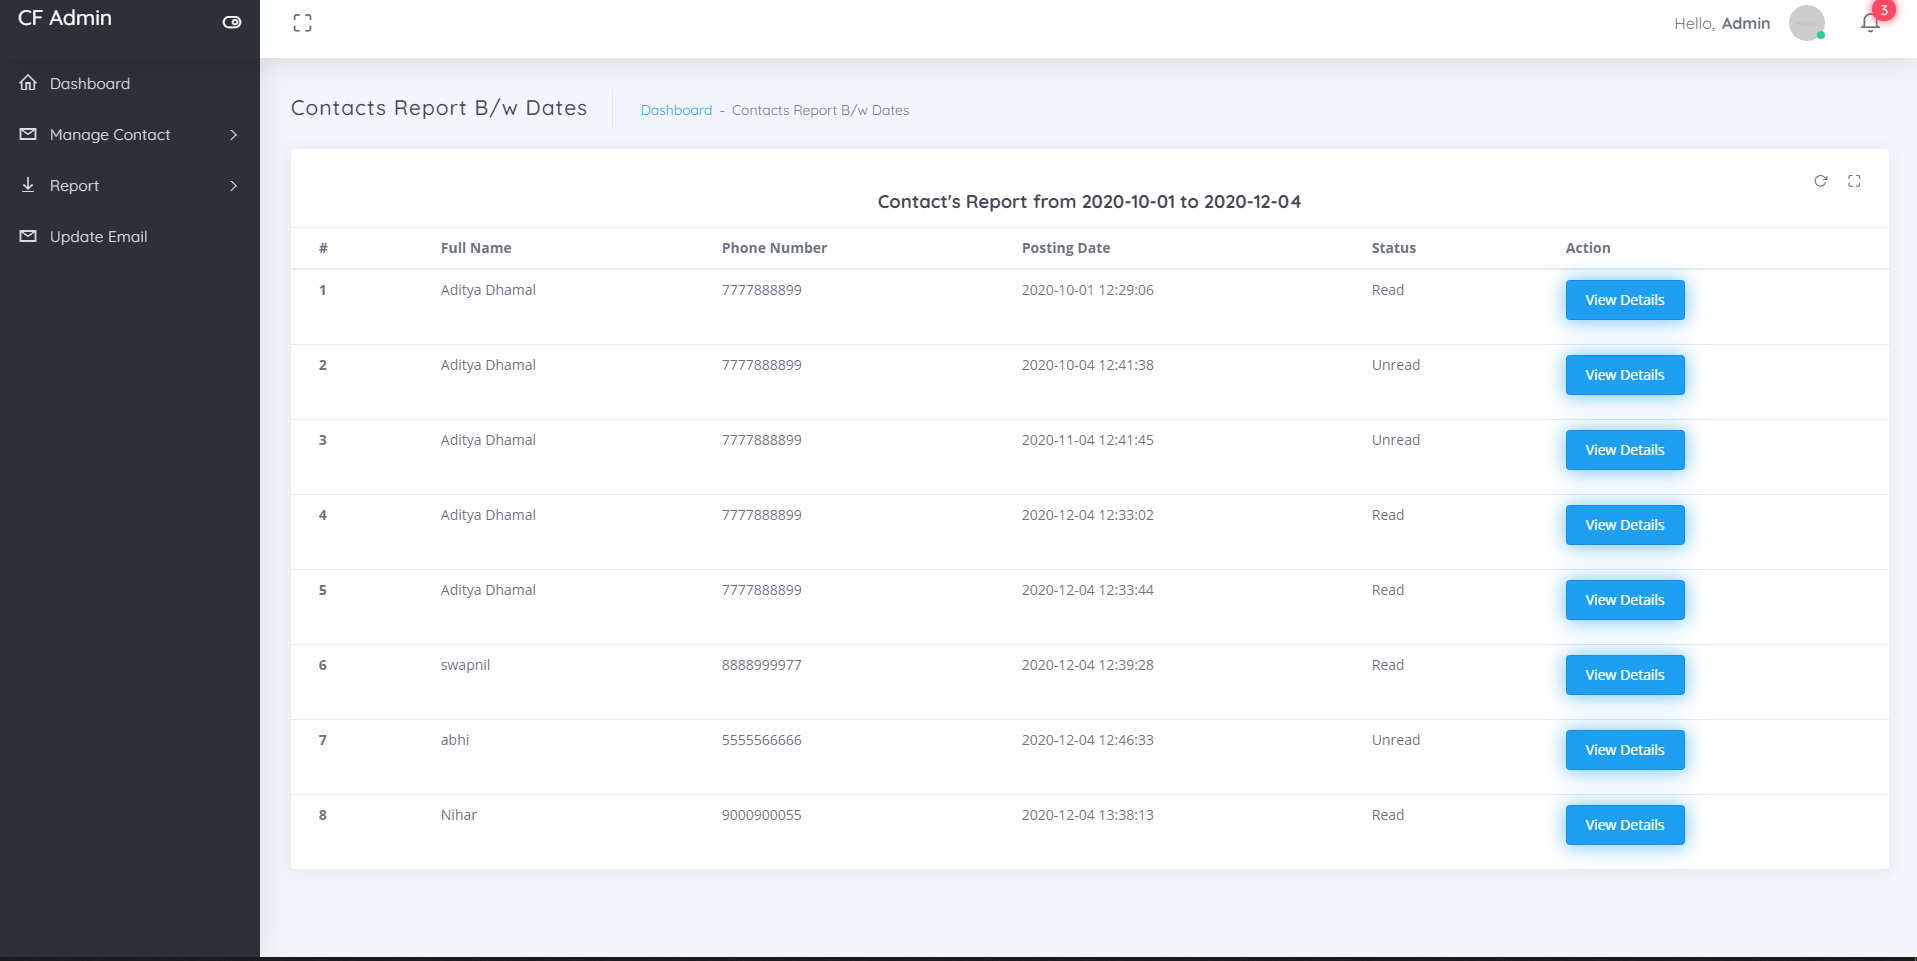 CF Admin
Hello, Admin
3
Dashboard
Manage Contact
Report
Update Email
Contacts Report B/w Dates
Dashboard - Contacts Report B/w Dates
Contact's Report from 2020-10-01 to 2020-12-04
# Full Name Phone Number Posting Date Status Action
1 Aditya Dhamal 7777888899 2020-10-01 12:29:06 Read View Details
2 Aditya Dhamal 7777888899 2020-10-04 12:41:38 Unread View Details
3 Aditya Dhamal 7777888899 2020-11-04 12:41:45 Unread View Details
4 Aditya Dhamal 7777888899 2020-12-04 12:33:02 Read View Details
5 Aditya Dhamal 7777888899 2020-12-04 12:33:44 Read View Details
6 swapnil 8888999977 2020-12-04 12:39:28 Read View Details
7 abhi 5555566666 2020-12-04 12:46:33 Unread View Details
8 Nihar 9000900055 2020-12-04 13:38:13 Read View Details